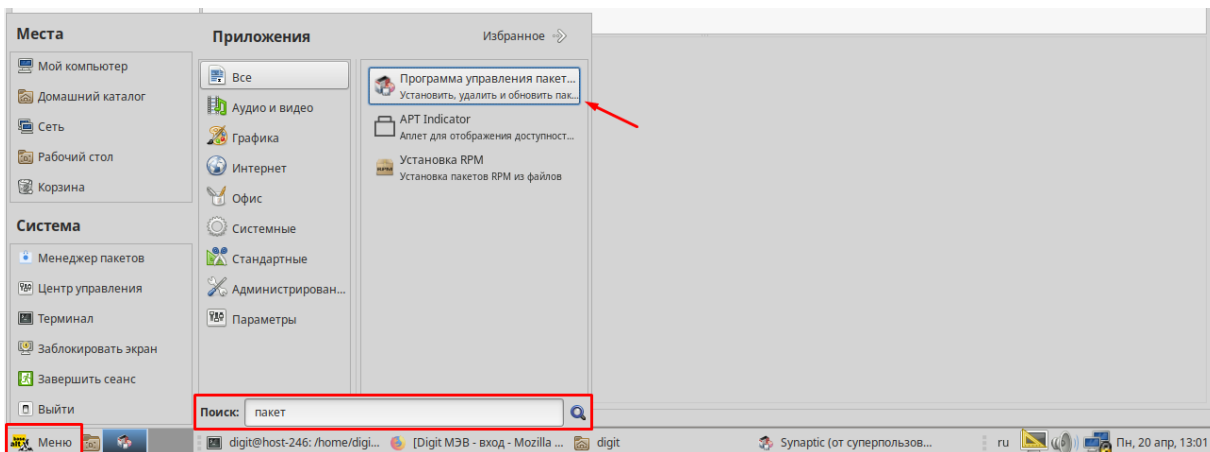 Места
Мой компьютер
Домашний каталог
Сеть
Рабочий стол
Корзина
Система
Менеджер пакетов
Центр управления
Терминал
Заблокировать экран
Завершить сеанс
Выйти
Приложения
Избранное
Все
Аудио и видео
Графика
Интернет
Офис
Системные
Стандартные
Администрирован...
Параметры
Программа управления пакет...
Установить, удалить и обновить пак...
APT Indicator
Аплет для отображения доступност...
Установка RPM
Установка пакетов RPM из файлов
Поиск: пакет
Меню
digit@host-246: /home/digi...
[Digit МЭВ - вход - Mozilla ...
digit
Synaptic (от суперпользов...
ru
Пн, 20 апр, 13:01